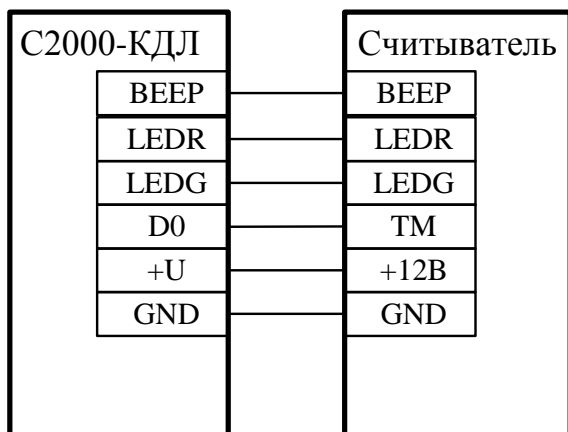 С2000-КДЛ Считыватель
BEEP BEEP
LEDR LEDR
LEDG LEDG
D0 TM
+U +12В
GND GND